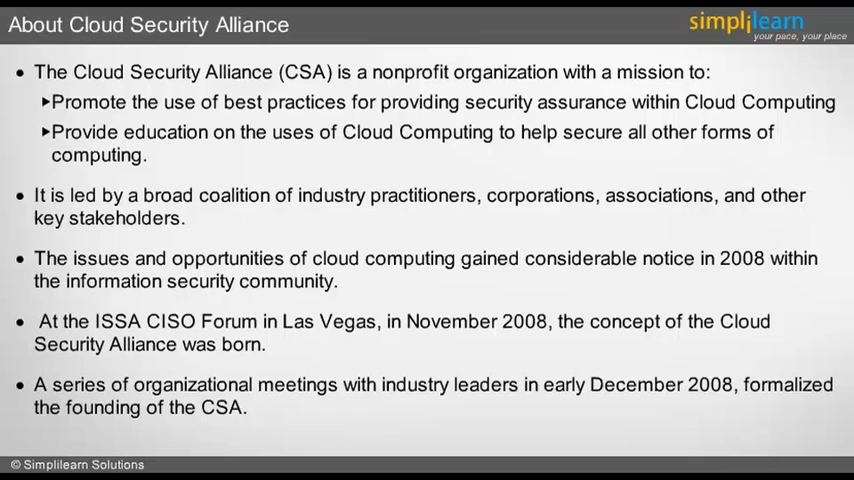 About Cloud Security Alliance
simplilearn
your pace, your place
• The Cloud Security Alliance (CSA) is a nonprofit organization with a mission to:
▸Promote the use of best practices for providing security assurance within Cloud Computing
▸Provide education on the uses of Cloud Computing to help secure all other forms of
computing.
• It is led by a broad coalition of industry practitioners, corporations, associations, and other
key stakeholders.
• The issues and opportunities of cloud computing gained considerable notice in 2008 within
the information security community.
• At the ISSA CISO Forum in Las Vegas, in November 2008, the concept of the Cloud
Security Alliance was born.
• A series of organizational meetings with industry leaders in early December 2008, formalized
the founding of the CSA.
© Simplilearn Solutions